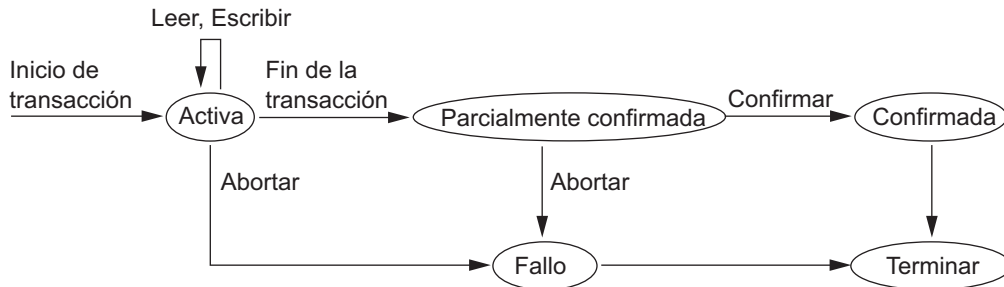 Leer, Escribir
Inicio de
transacción
Fin de la
transacción
Activa
Parcialmente confirmada
Confirmar
Confirmada
Abortar
Abortar
Fallo
Terminar